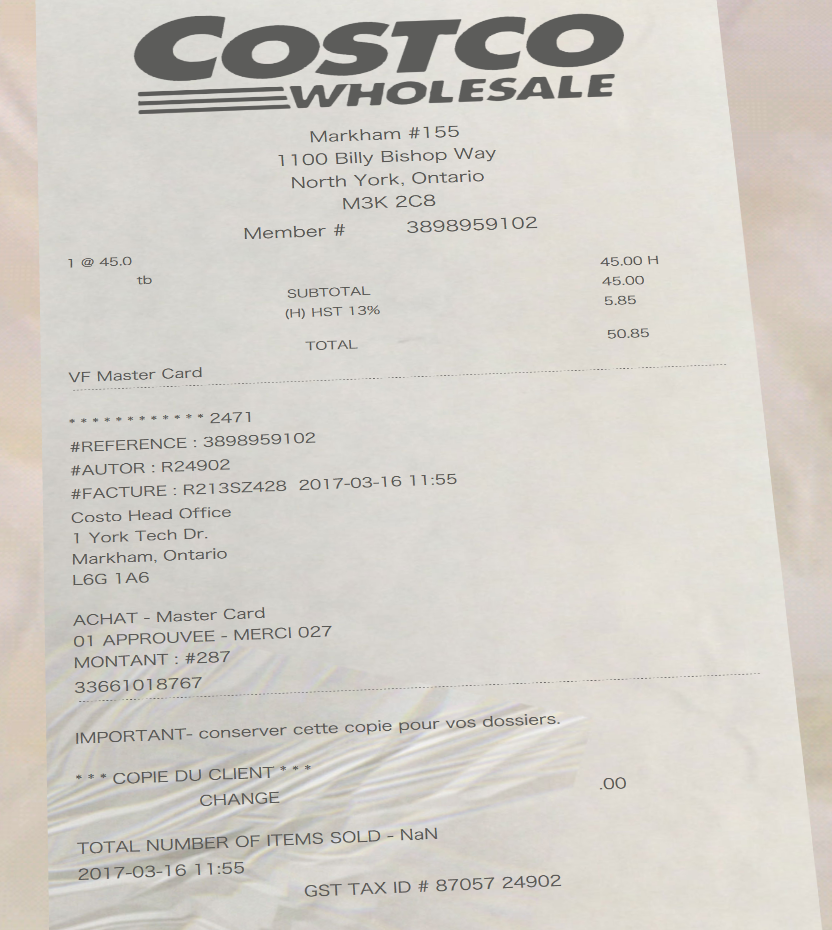 COSTCO
WHOLESALE
Markham #155
1100 Billy Bishop Way
North York, Ontario
M3K 2C8
Member # 3898959102
1 @ 45.0 45.00 H
tb
SUBTOTAL 45.00
(H) HST 13% 5.85
TOTAL 50.85
VF Master Card
* * * * * * * * * * * * 2471
#REFERENCE : 3898959102
#AUTOR : R24902
#FACTURE : R213SZ428 2017-03-16 11:55
Costo Head Office
1 York Tech Dr.
Markham, Ontario
L6G 1A6
ACHAT - Master Card
01 APPROUVEE - MERCI 027
MONTANT : #287
33661018767
IMPORTANT- conserver cette copie pour vos dossiers.
* * * COPIE DU CLIENT * * *
CHANGE .00
TOTAL NUMBER OF ITEMS SOLD - NaN
2017-03-16 11:55
GST TAX ID # 87057 24902